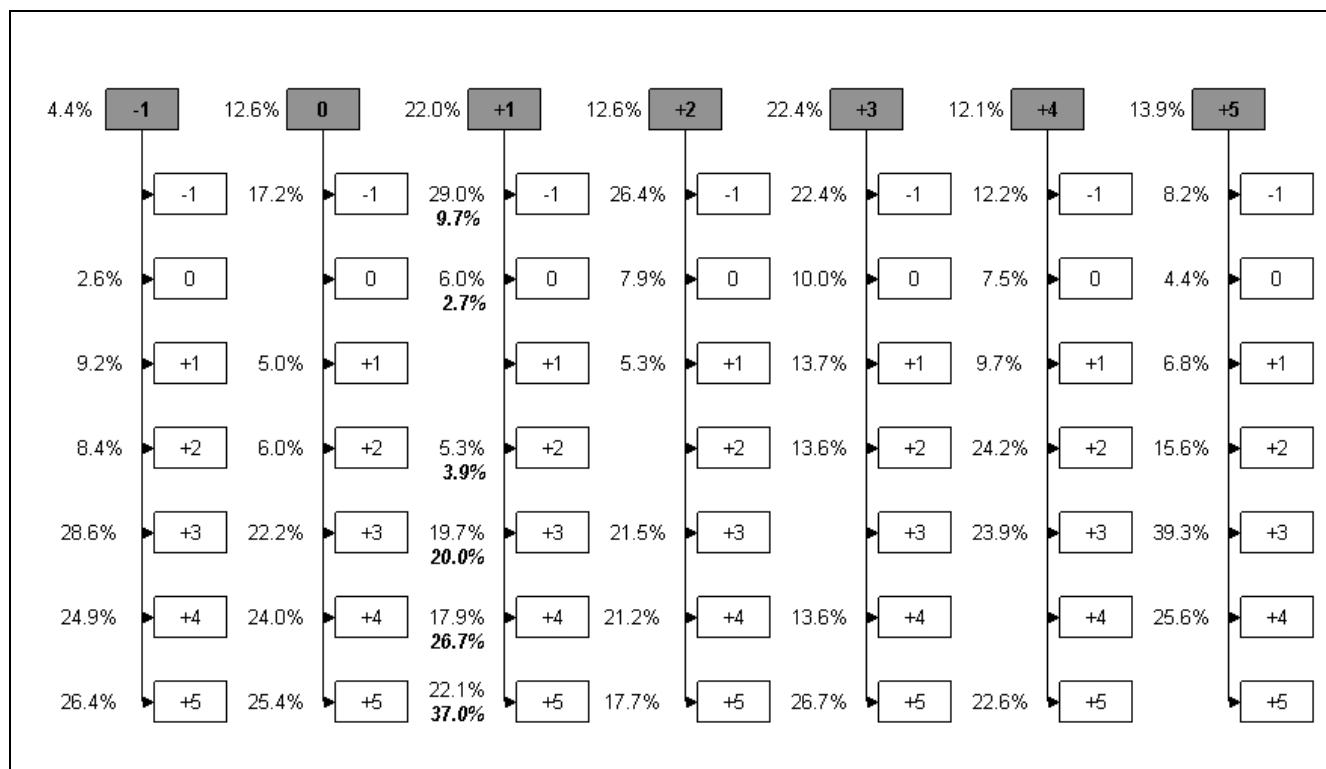 4.4% -1 12.6% 0 22.0% +1 12.6% +2 22.4% +3 12.1% +4 13.9% +5
-1 17.2% -1 29.0% -1 26.4% -1 22.4% -1 12.2% -1 8.2% -1
9.7%
2.6% 0 0 6.0% 0 7.9% 0 10.0% 0 7.5% 0 4.4% 0
2.7%
9.2% +1 5.0% +1 +1 5.3% +1 13.7% +1 9.7% +1 6.8% +1
8.4% +2 6.0% +2 5.3% +2 +2 13.6% +2 24.2% +2 15.6% +2
3.9%
28.6% +3 22.2% +3 19.7% +3 21.5% +3 +3 23.9% +3 39.3% +3
20.0%
24.9% +4 24.0% +4 17.9% +4 21.2% +4 13.6% +4 +4 25.6% +4
26.7%
26.4% +5 25.4% +5 22.1% +5 17.7% +5 26.7% +5 22.6% +5 +5
37.0%